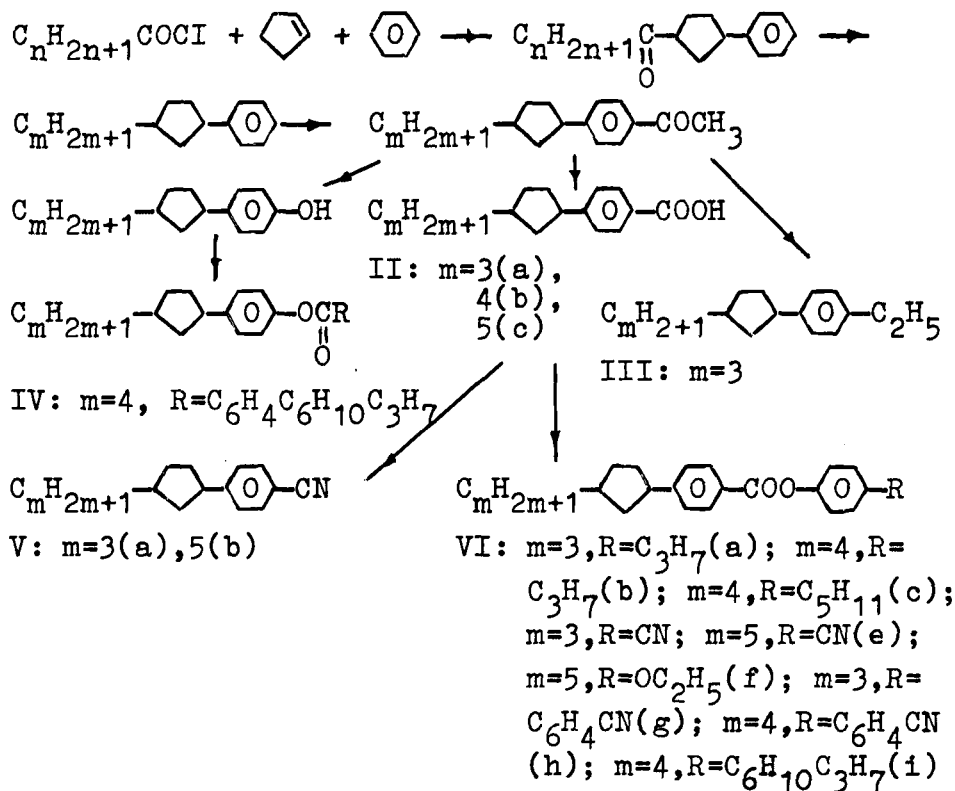 CnH2n+1COCl + + CnH2n+1C
O
CmH2m+1 CmH2m+1 COCH3
CmH2m+1 OH CmH2m+1 COOH
II: m=3(a),
4(b),
5(c)
CmH2m+1 OCR
O
CmH2+1 C2H5
III: m=3
IV: m=4, R=C6H4C6H10C3H7
CmH2m+1 CN CmH2m+1 COO R
V: m=3(a),5(b)
VI: m=3,R=C3H7(a); m=4,R=
C3H7(b); m=4,R=C5H11(c);
m=3,R=CN; m=5,R=CN(e);
m=5,R=OC2H5(f); m=3,R=
C6H4CN(g); m=4,R=C6H4CN
(h); m=4,R=C6H10C3H7(i)